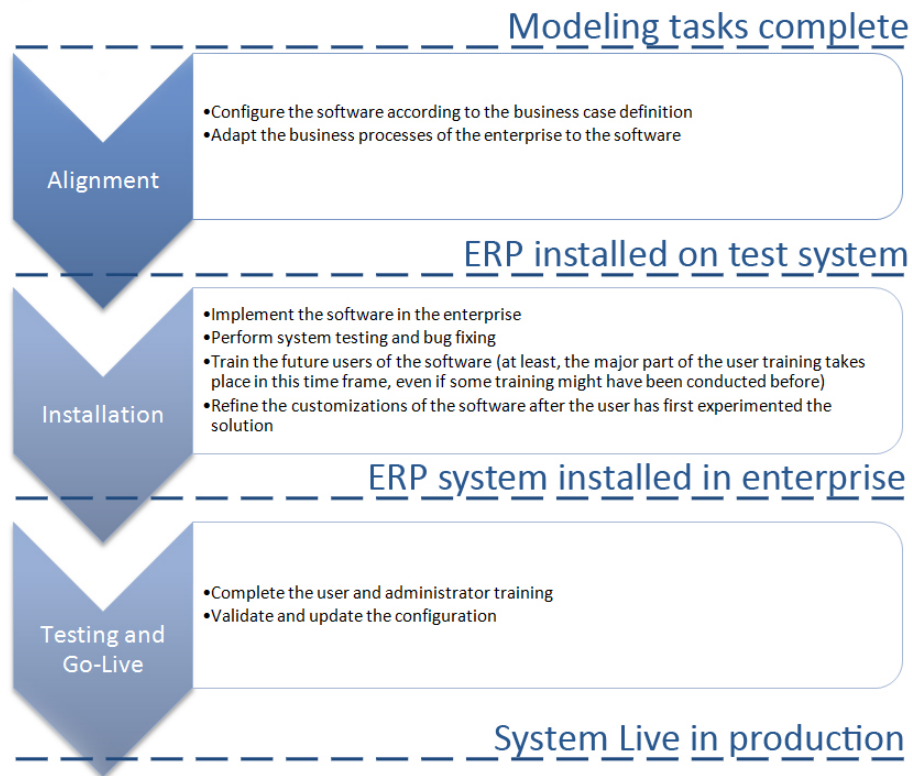 Modeling tasks complete
Alignment
•Configure the software according to the business case definition
•Adapt the business processes of the enterprise to the software
ERP installed on test system
Installation
•Implement the software in the enterprise
•Perform system testing and bug fixing
•Train the future users of the software (at least, the major part of the user training takes
place in this time frame, even if some training might have been conducted before)
•Refine the customizations of the software after the user has first experimented the
solution
ERP system installed in enterprise
Testing and
Go-Live
•Complete the user and administrator training
•Validate and update the configuration
System Live in production